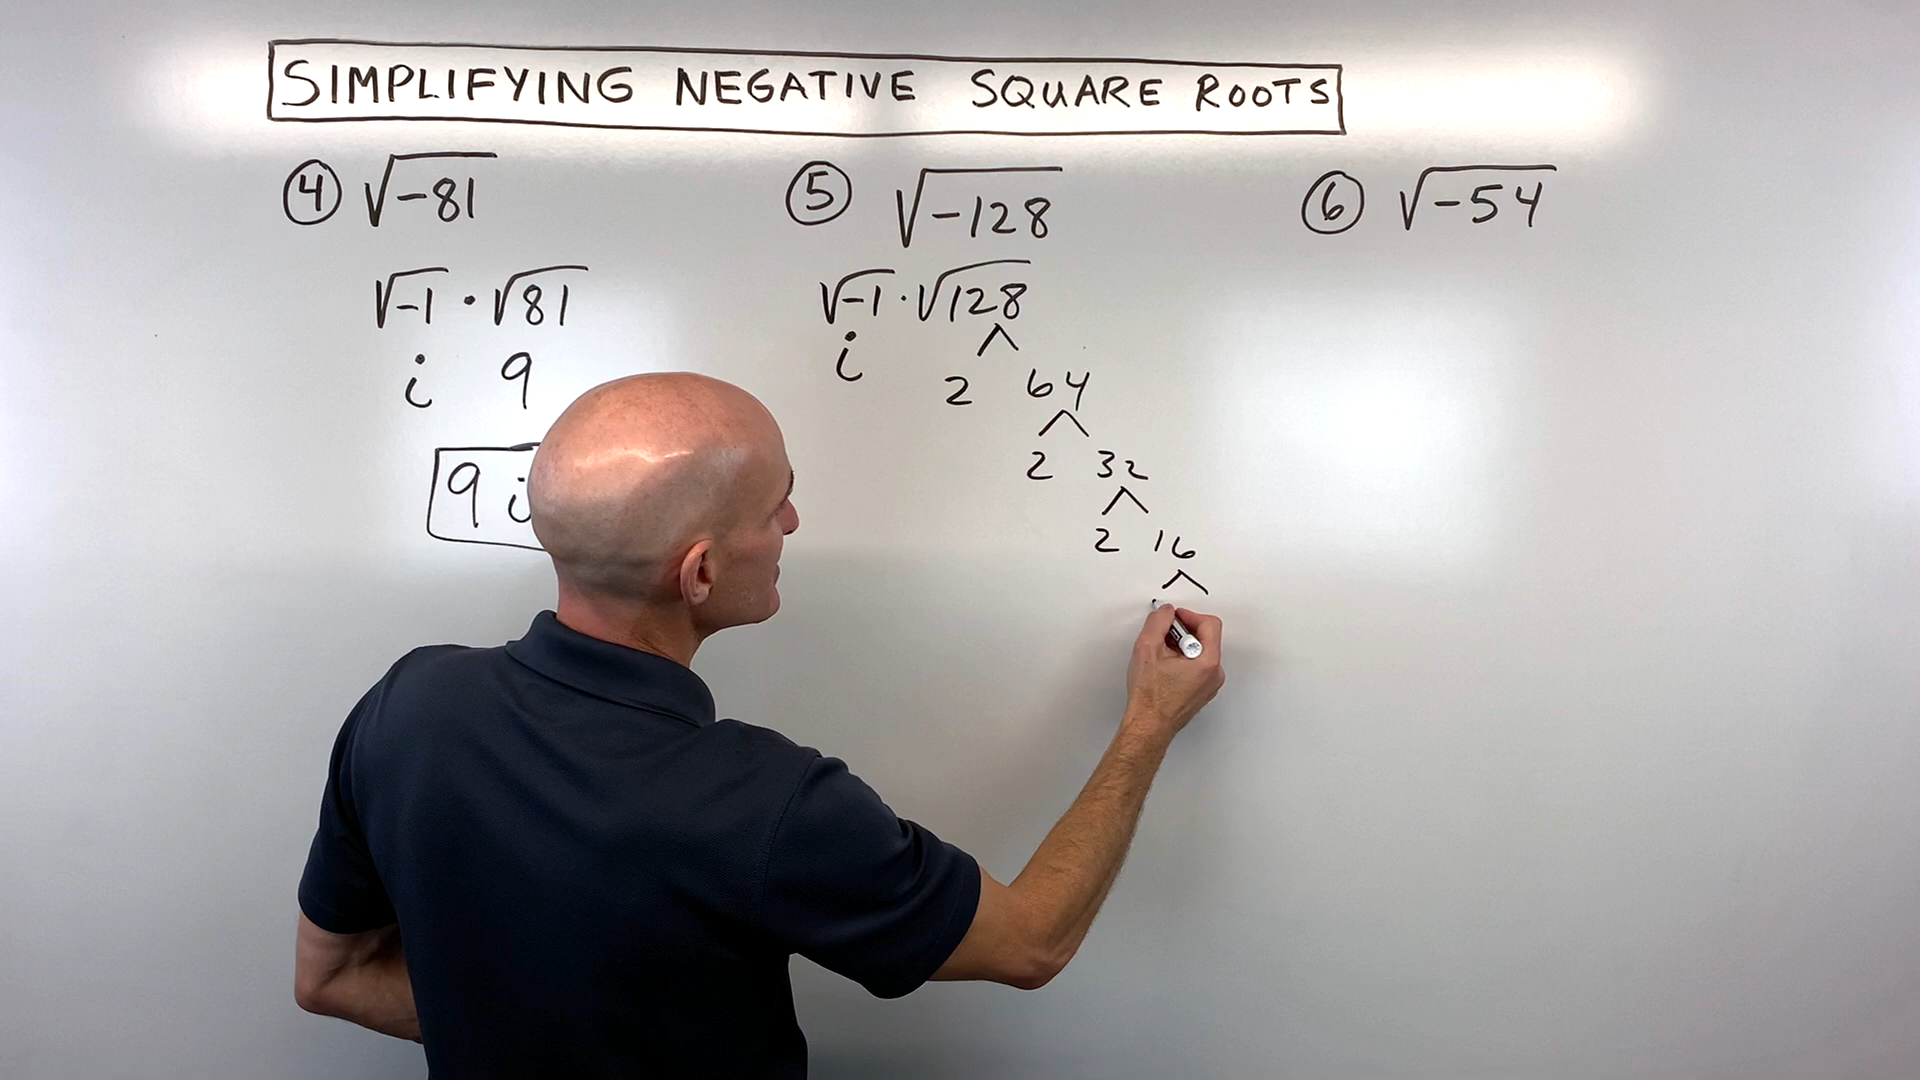 SIMPLIFYING NEGATIVE SQUARE ROOTS
④ √-81
√-1 · √81
i 9
9i
⑤ √-128
√-1 · √128
i
2 64
2 32
2 16
⑥ √-54